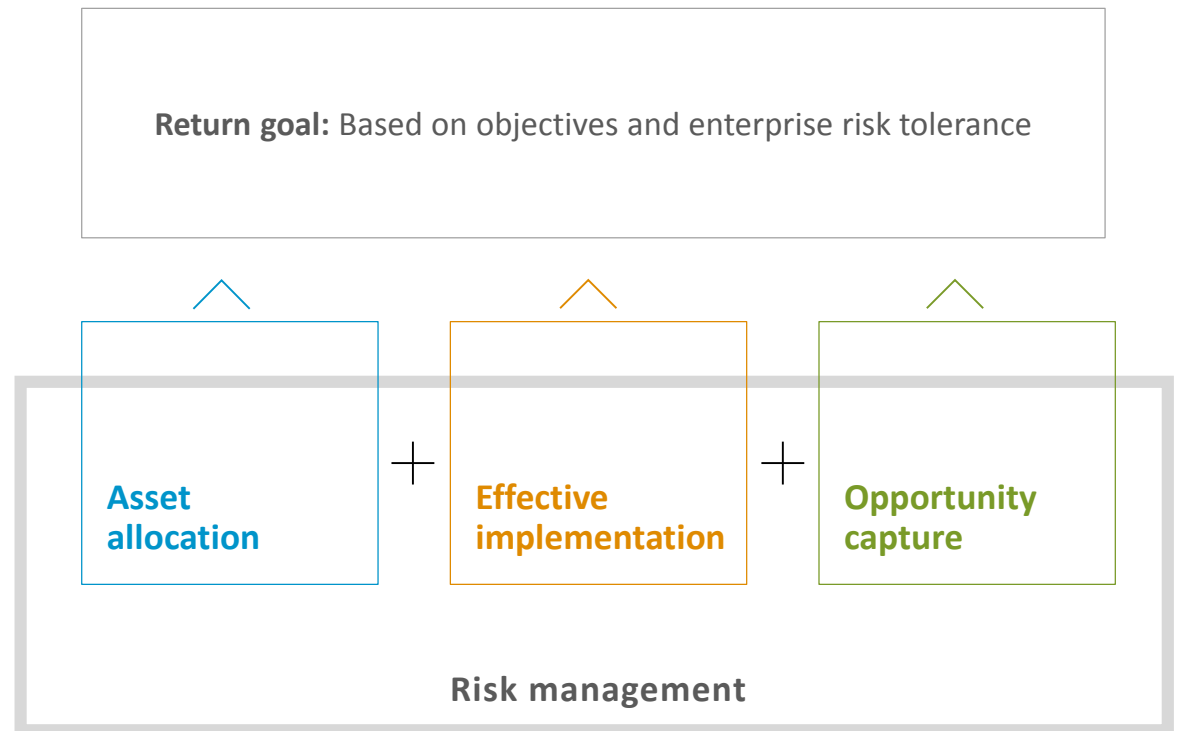 Return goal: Based on objectives and enterprise risk tolerance
Asset
allocation
Effective
implementation
Opportunity
capture
Risk management